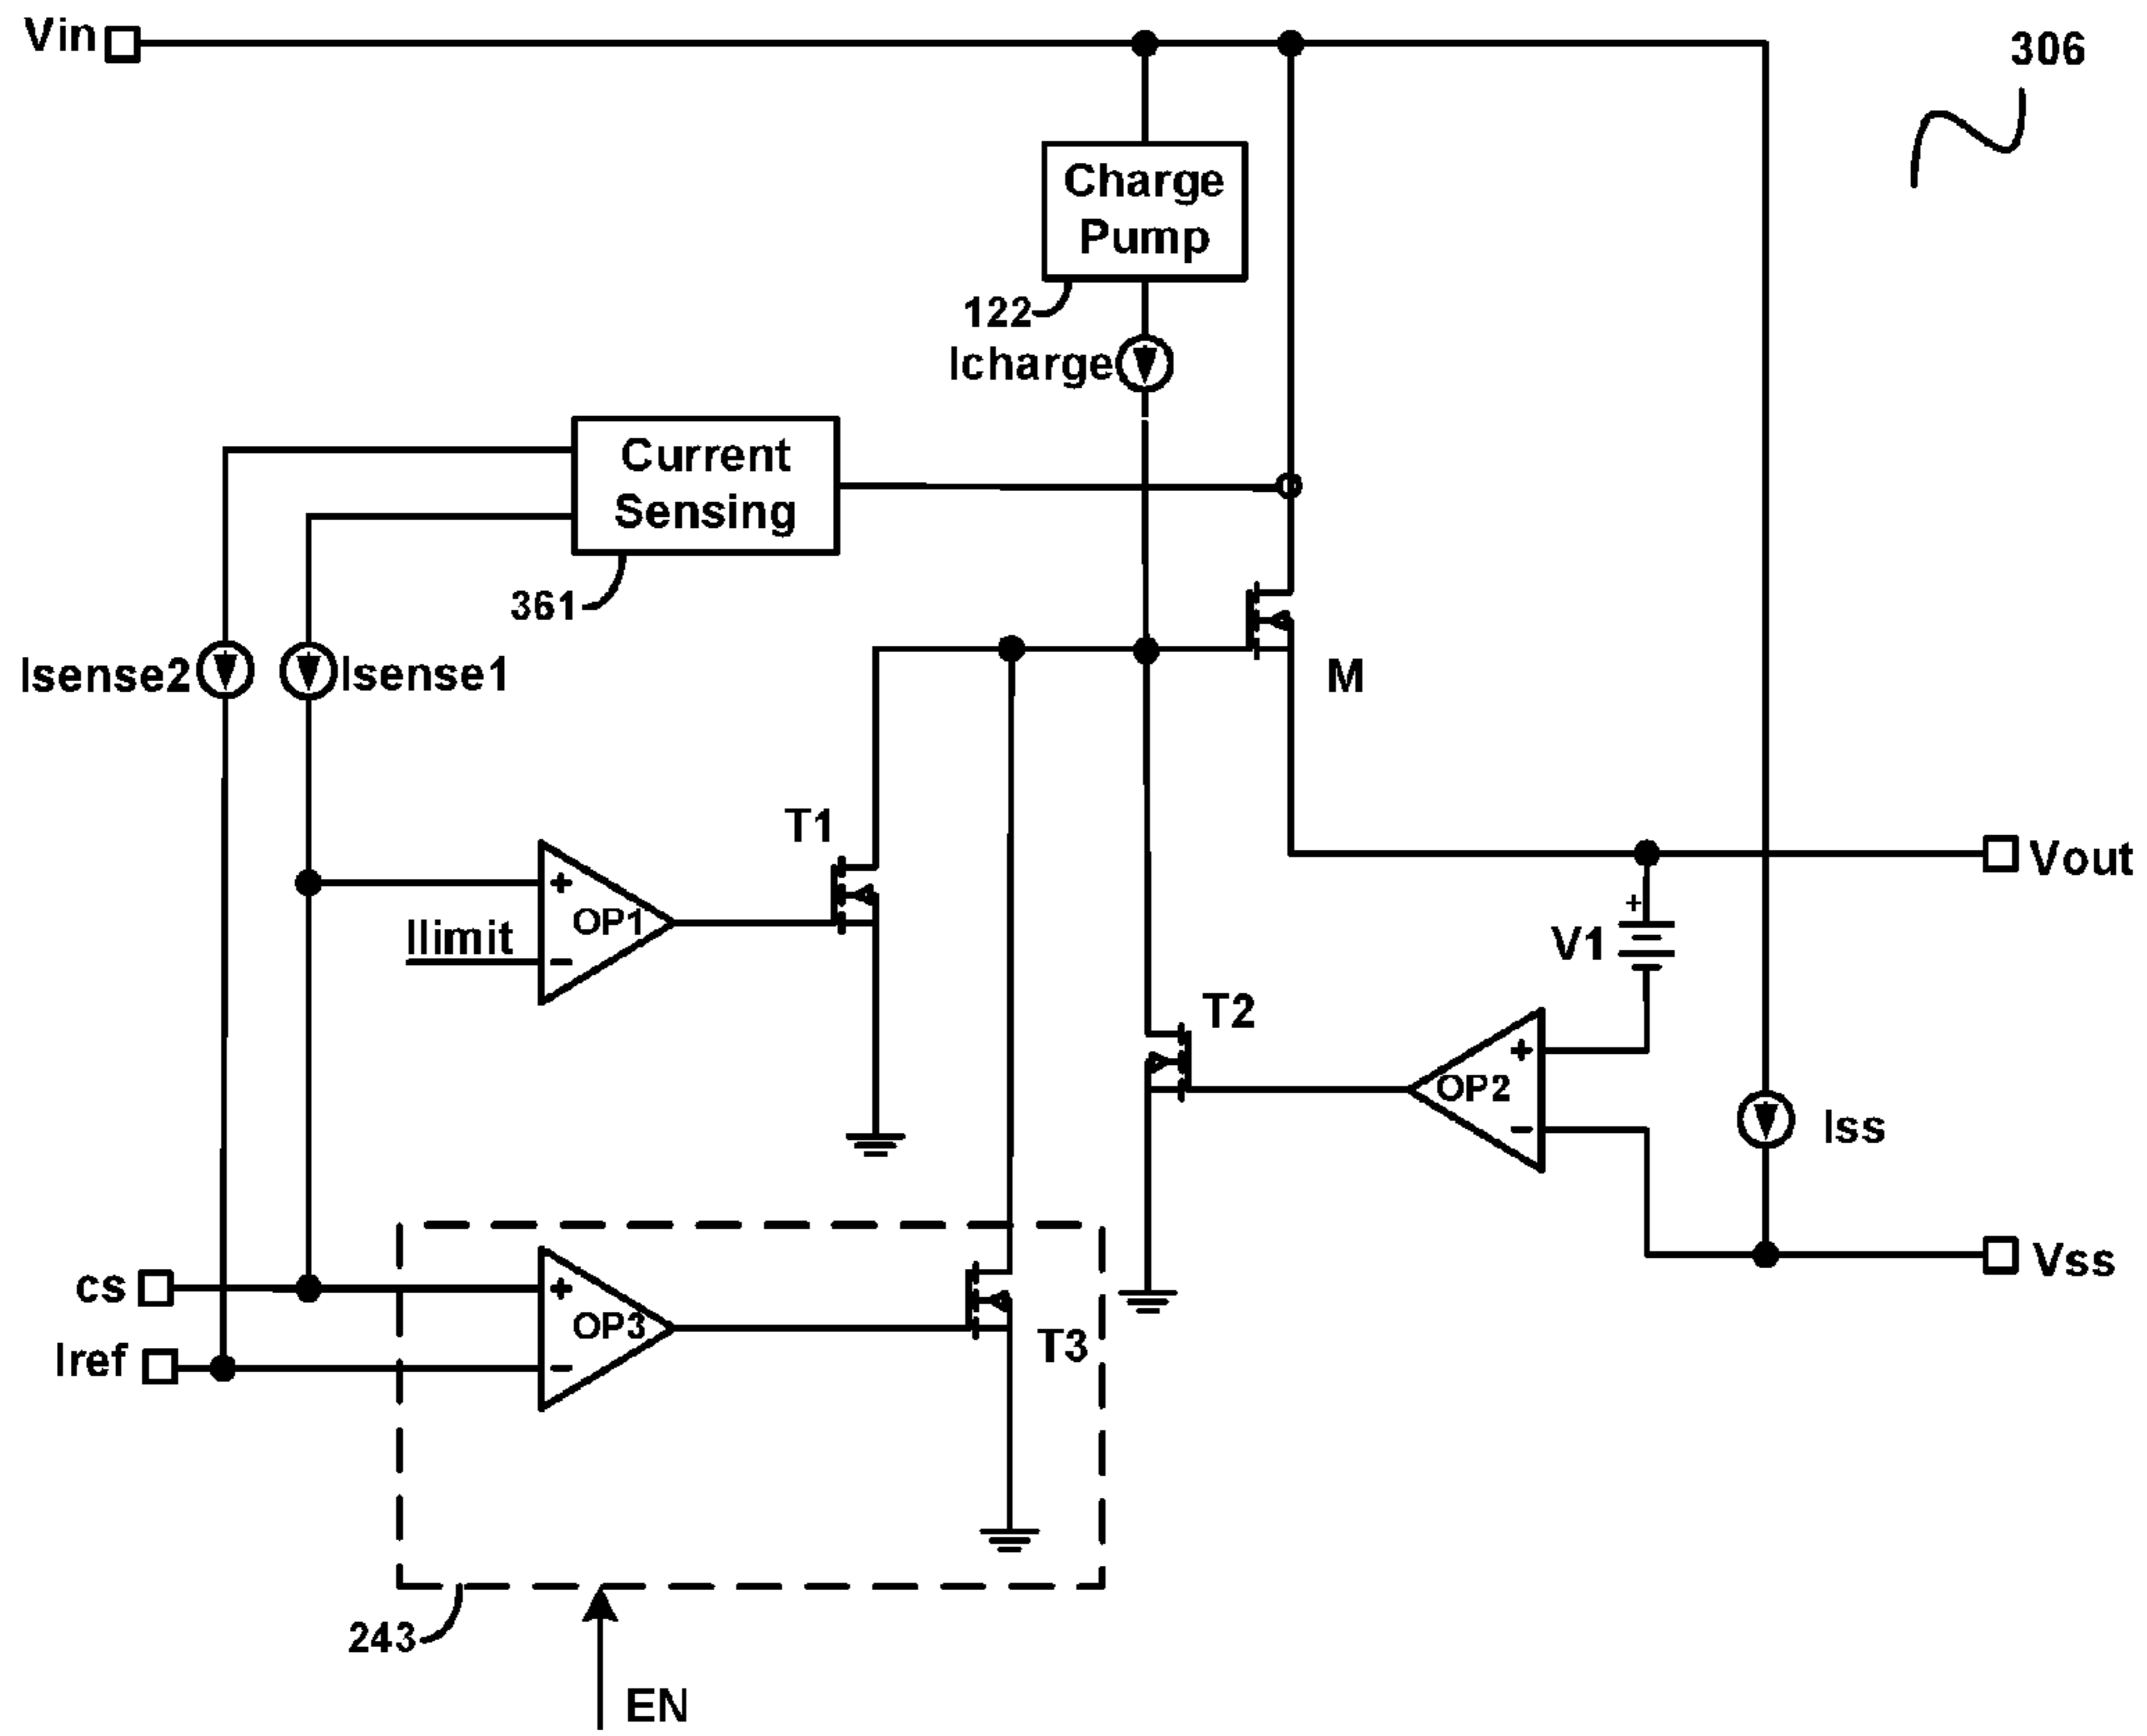 Vin
306
Charge
Pump
122
Icharge
Current
Sensing
361
Isense2
Isense1
M
T1
+
OP1
Ilimit
−
Vout
+
V1
T2
+
OP2
−
Iss
Vss
cs
+
OP3
Iref
−
T3
243
EN